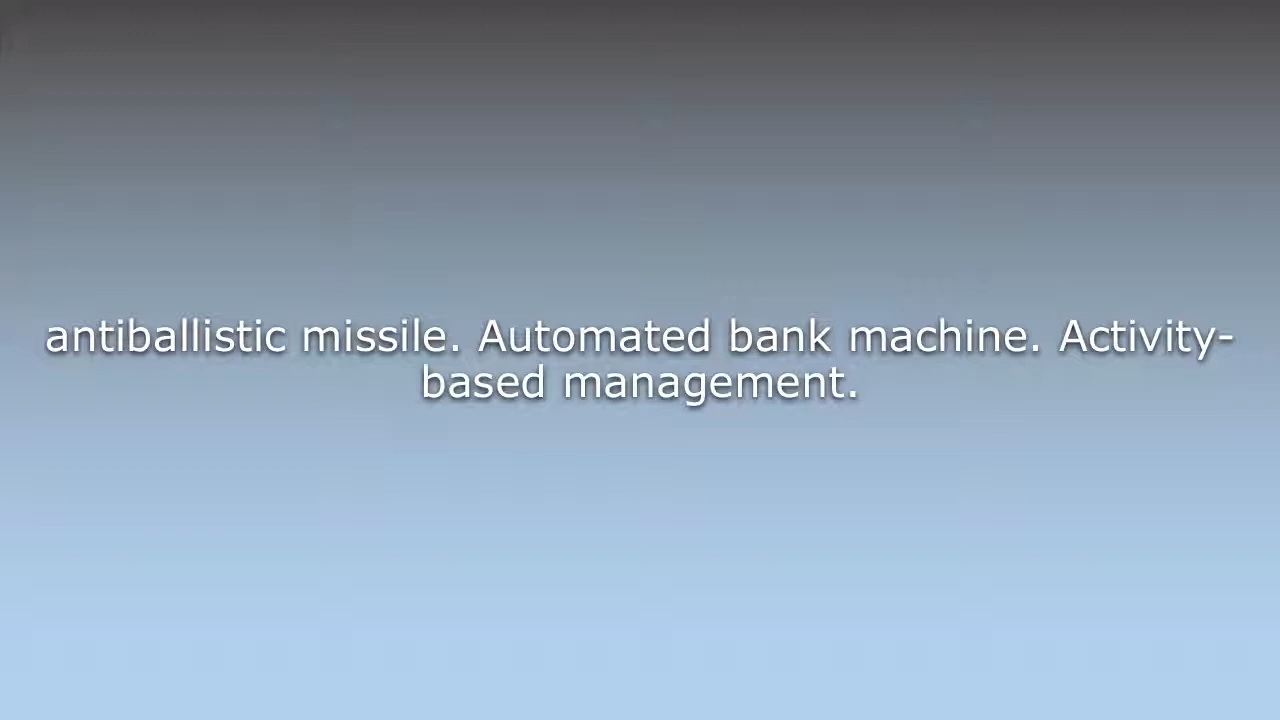 antiballistic missile. Automated bank machine. Activity-
based management.